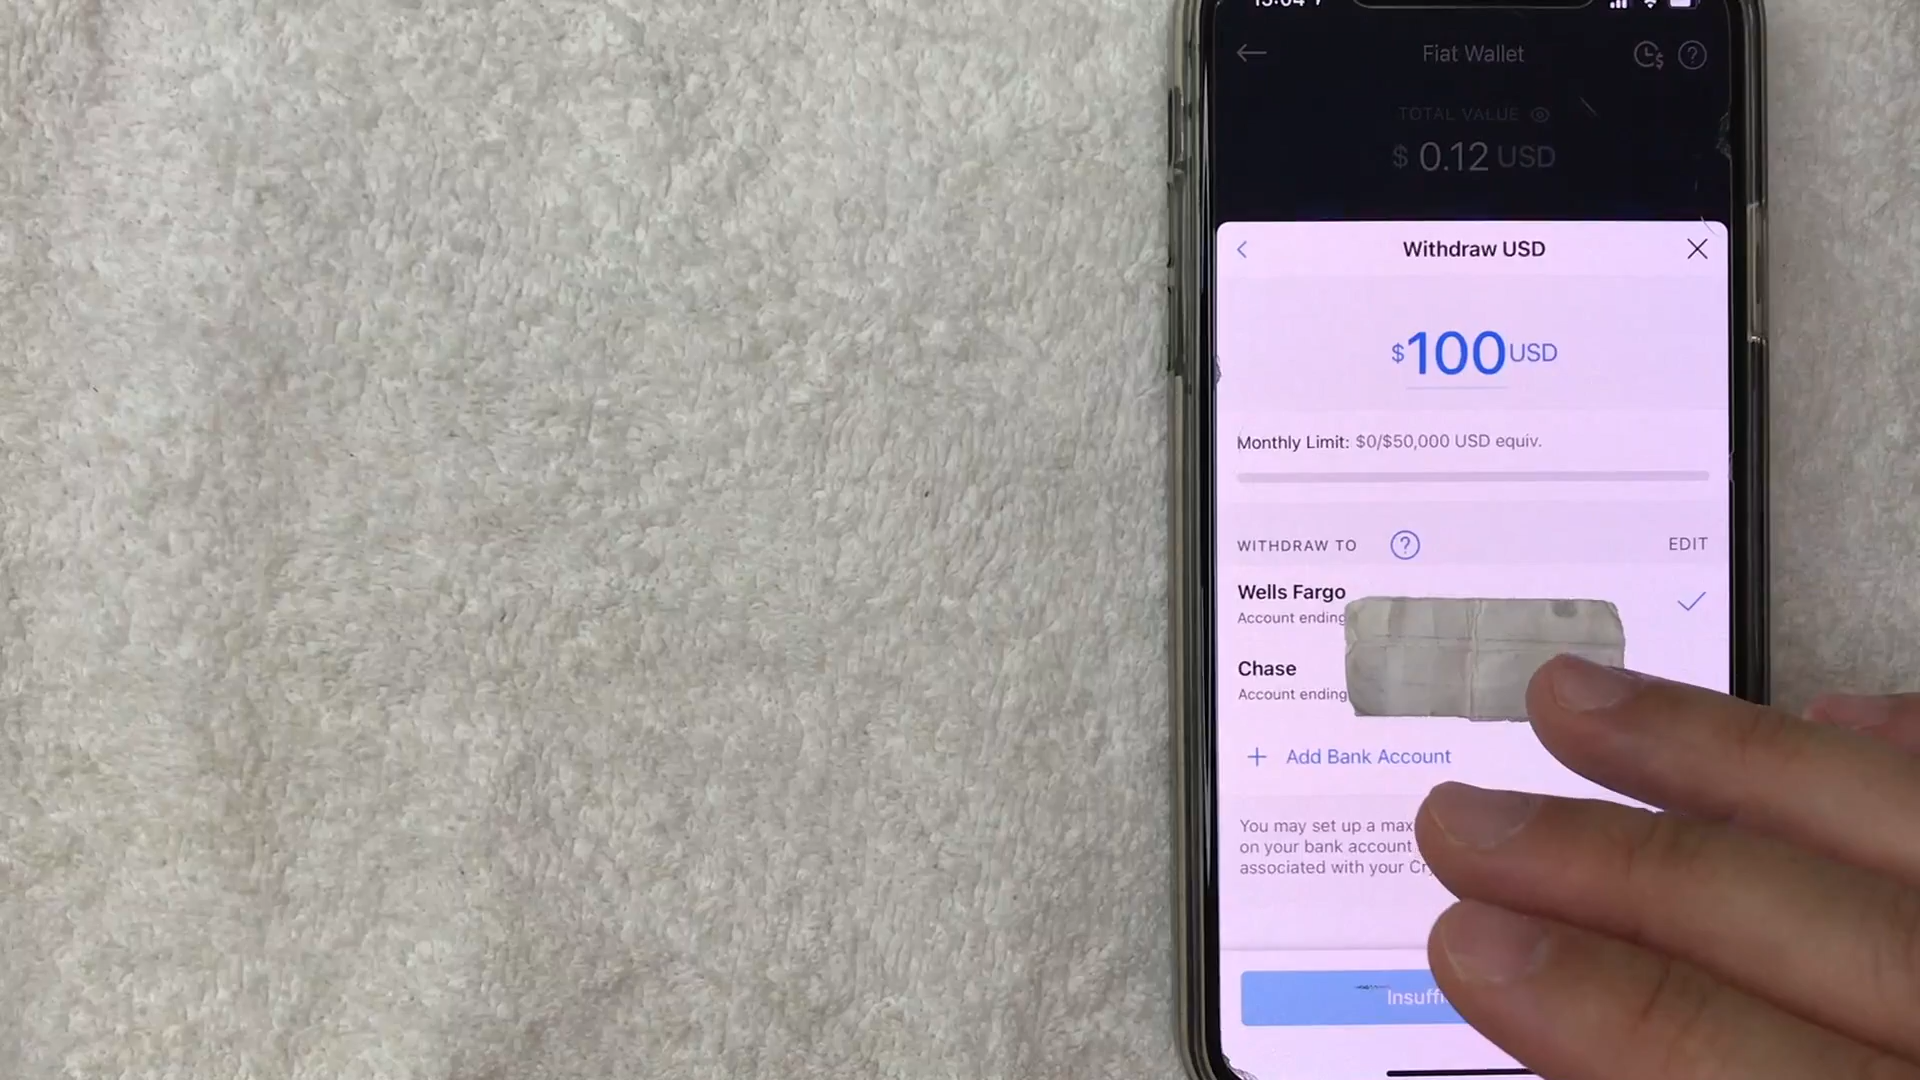 15:04
Fiat Wallet
TOTAL VALUE
$ 0.12 USD
Withdraw USD
$100USD
Monthly Limit: $0/$50,000 USD equiv.
WITHDRAW TO ? EDIT
Wells Fargo
Account ending
Chase
Account ending
+ Add Bank Account
You may set up a max
on your bank account
associated with your